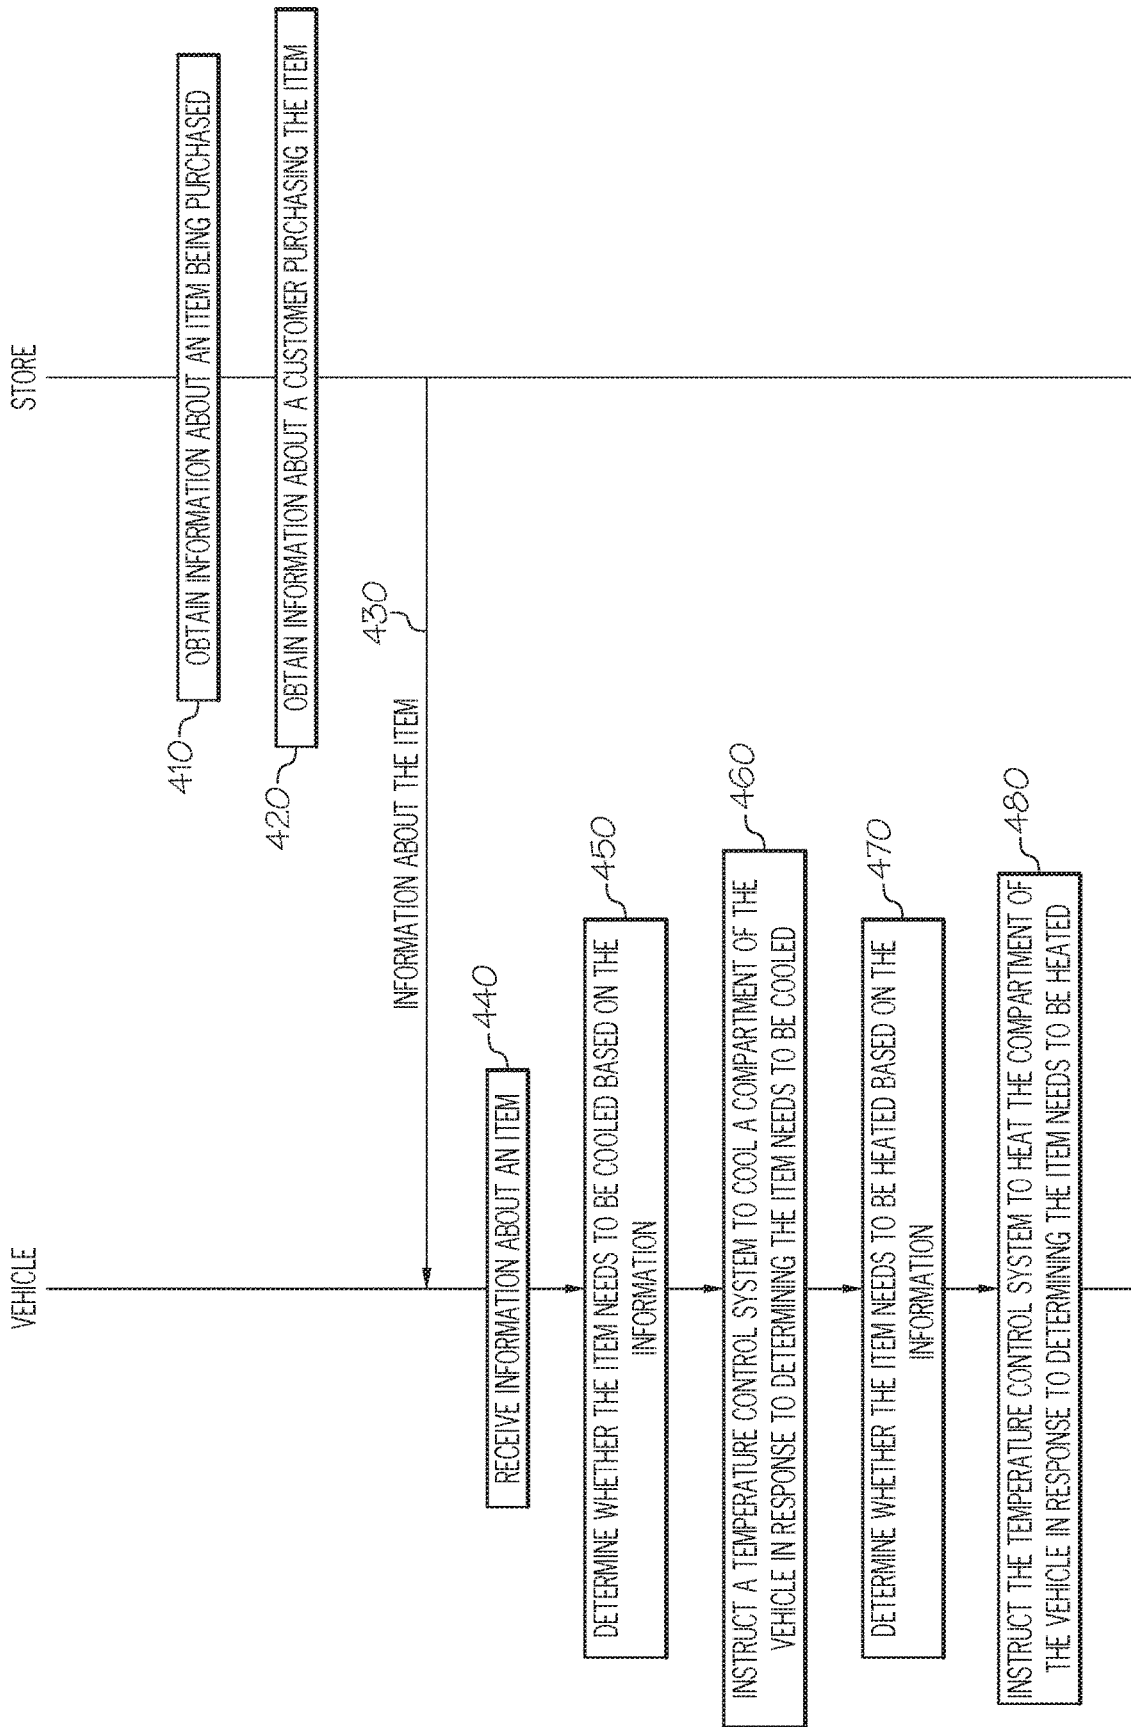 VEHICLE
STORE
410
OBTAIN INFORMATION ABOUT AN ITEM BEING PURCHASED
420
OBTAIN INFORMATION ABOUT A CUSTOMER PURCHASING THE ITEM
INFORMATION ABOUT THE ITEM
430
RECEIVE INFORMATION ABOUT AN ITEM
440
DETERMINE WHETHER THE ITEM NEEDS TO BE COOLED BASED ON THE
INFORMATION
450
INSTRUCT A TEMPERATURE CONTROL SYSTEM TO COOL A COMPARTMENT OF THE
VEHICLE IN RESPONSE TO DETERMINING THE ITEM NEEDS TO BE COOLED
460
DETERMINE WHETHER THE ITEM NEEDS TO BE HEATED BASED ON THE
INFORMATION
470
INSTRUCT THE TEMPERATURE CONTROL SYSTEM TO HEAT THE COMPARTMENT OF
THE VEHICLE IN RESPONSE TO DETERMINING THE ITEM NEEDS TO BE HEATED
480